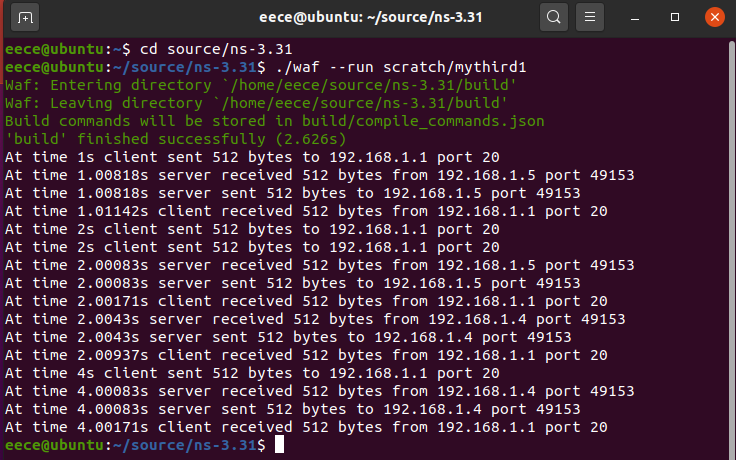 eece@ubuntu: ~/source/ns-3.31
eece@ubuntu:~$ cd source/ns-3.31
eece@ubuntu:~/source/ns-3.31$ ./waf --run scratch/mythird1
Waf: Entering directory `/home/eece/source/ns-3.31/build'
Waf: Leaving directory `/home/eece/source/ns-3.31/build'
Build commands will be stored in build/compile_commands.json
'build' finished successfully (2.626s)
At time 1s client sent 512 bytes to 192.168.1.1 port 20
At time 1.00818s server received 512 bytes from 192.168.1.5 port 49153
At time 1.00818s server sent 512 bytes to 192.168.1.5 port 49153
At time 1.01142s client received 512 bytes from 192.168.1.1 port 20
At time 2s client sent 512 bytes to 192.168.1.1 port 20
At time 2s client sent 512 bytes to 192.168.1.1 port 20
At time 2.00083s server received 512 bytes from 192.168.1.5 port 49153
At time 2.00083s server sent 512 bytes to 192.168.1.5 port 49153
At time 2.00171s client received 512 bytes from 192.168.1.1 port 20
At time 2.0043s server received 512 bytes from 192.168.1.4 port 49153
At time 2.0043s server sent 512 bytes to 192.168.1.4 port 49153
At time 2.00937s client received 512 bytes from 192.168.1.1 port 20
At time 4s client sent 512 bytes to 192.168.1.1 port 20
At time 4.00083s server received 512 bytes from 192.168.1.4 port 49153
At time 4.00083s server sent 512 bytes to 192.168.1.4 port 49153
At time 4.00171s client received 512 bytes from 192.168.1.1 port 20
eece@ubuntu:~/source/ns-3.31$